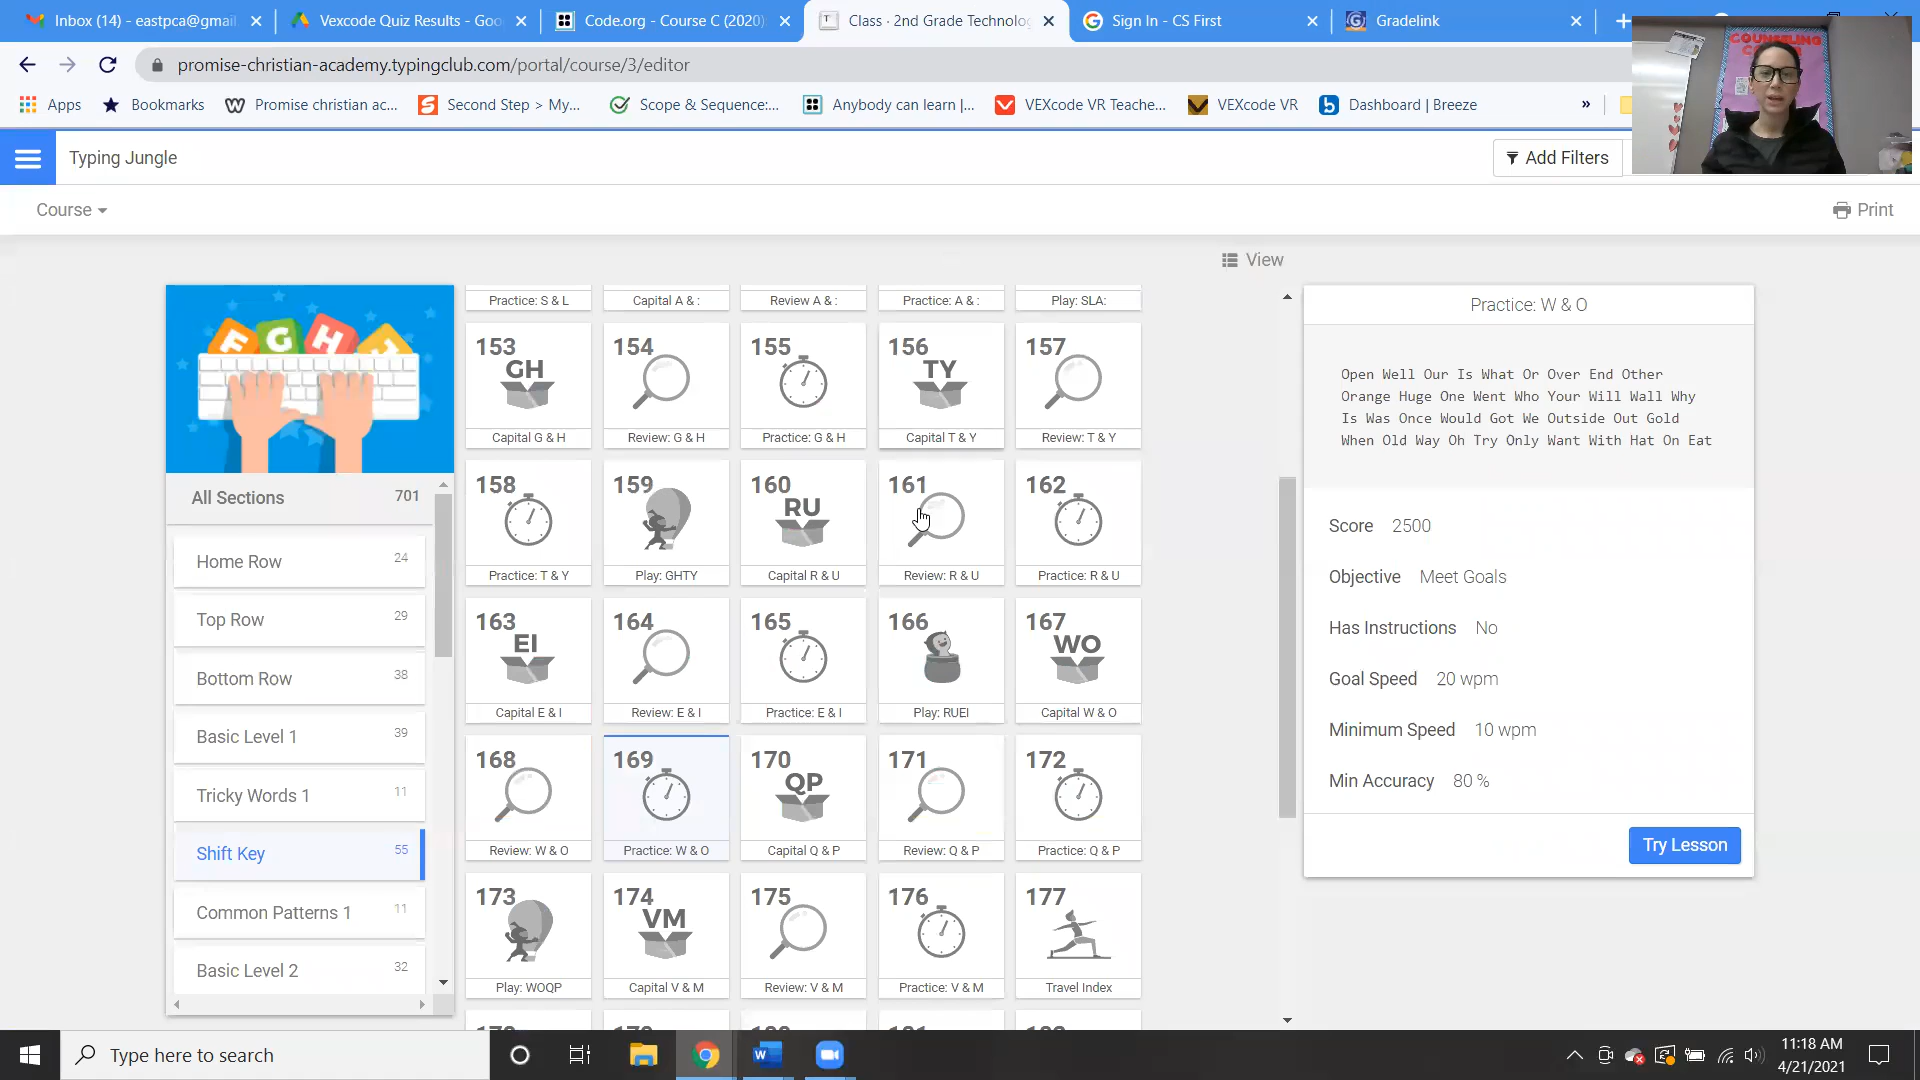 Inbox (14) - eastpca@gmail
Vexcode Quiz Results - Goo
Code.org - Course C (2020)
Class · 2nd Grade Technolog
Sign In - CS First
Gradelink
promise-christian-academy.typingclub.com/portal/course/3/editor
Apps
Bookmarks
Promise christian ac...
Second Step > My...
Scope & Sequence:...
Anybody can learn |...
VEXcode VR Teache...
VEXcode VR
Dashboard | Breeze
»
COUNSELING
Typing Jungle
Add Filters
Course
Print
View
F G H J
All Sections 701
Home Row 24
Top Row 29
Bottom Row 38
Basic Level 1 39
Tricky Words 1 11
Shift Key 55
Common Patterns 1 11
Basic Level 2 32
Practice: S & L
Capital A & :
Review A & :
Practice: A & :
Play: SLA:
153 GH
Capital G & H
154
Review: G & H
155
Practice: G & H
156 TY
Capital T & Y
157
Review: T & Y
158
Practice: T & Y
159
Play: GHTY
160 RU
Capital R & U
161
Review: R & U
162
Practice: R & U
163 EI
Capital E & I
164
Review: E & I
165
Practice: E & I
166
Play: RUEI
167 WO
Capital W & O
168
Review: W & O
169
Practice: W & O
170 QP
Capital Q & P
171
Review: Q & P
172
Practice: Q & P
173
Play: WOQP
174 VM
Capital V & M
175
Review: V & M
176
Practice: V & M
177
Travel Index
Practice: W & O
Open Well Our Is What Or Over End Other
Orange Huge One Went Who Your Will Wall Why
Is Was Once Would Got We Outside Out Gold
When Old Way Oh Try Only Want With Hat On Eat
Score 2500
Objective Meet Goals
Has Instructions No
Goal Speed 20 wpm
Minimum Speed 10 wpm
Min Accuracy 80 %
Try Lesson
Type here to search
11:18 AM
4/21/2021